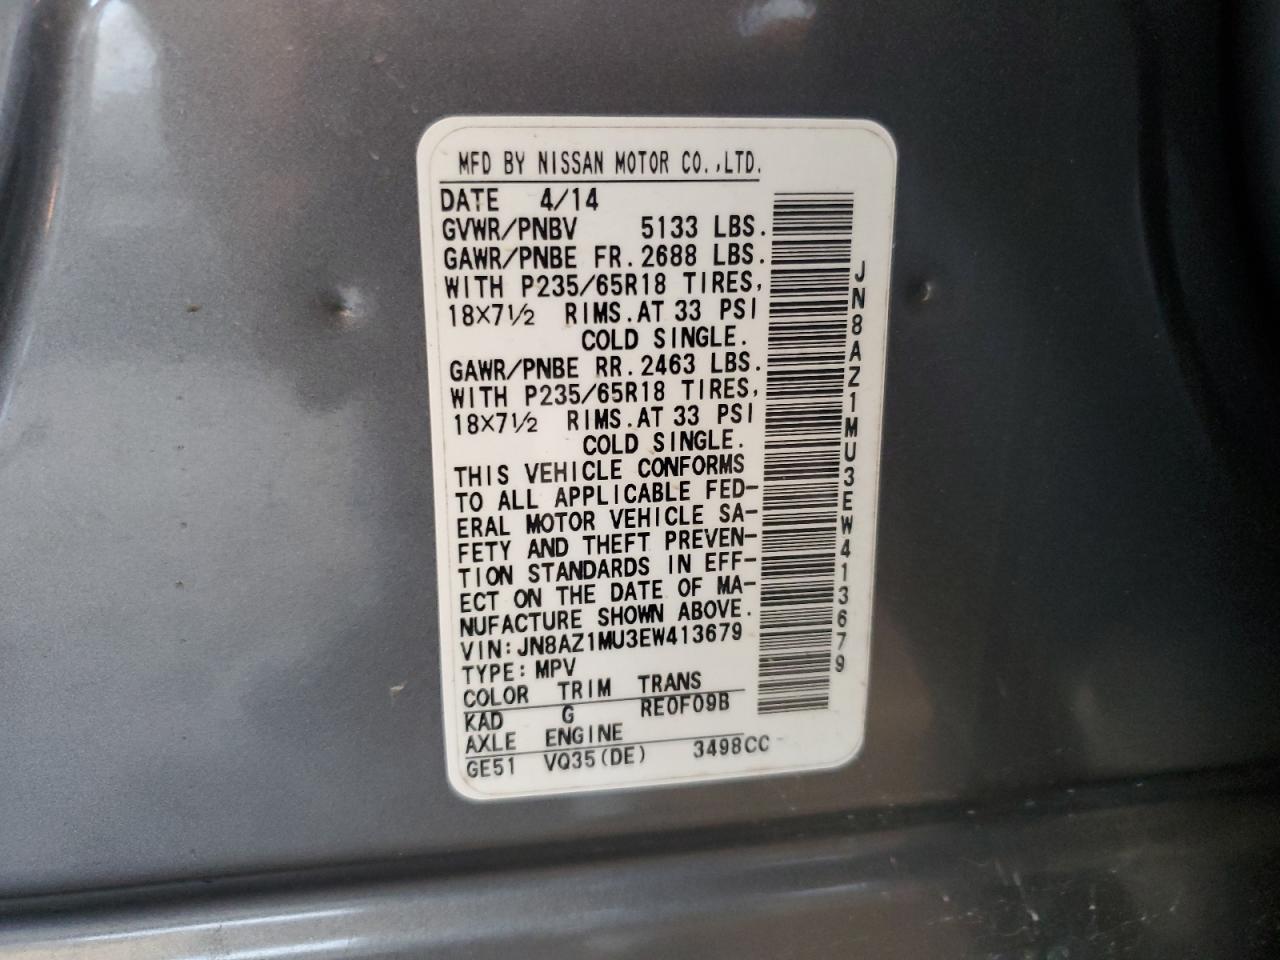 MFD BY NISSAN MOTOR CO.,LTD.
DATE 4/14
GVWR/PNBV 5133 LBS.
GAWR/PNBE FR. 2688 LBS.
WITH P235/65R18 TIRES,
18×7½ RIMS. AT 33 PSI
COLD SINGLE.
GAWR/PNBE RR. 2463 LBS.
WITH P235/65R18 TIRES,
18×7½ RIMS. AT 33 PSI
COLD SINGLE.
THIS VEHICLE CONFORMS
TO ALL APPLICABLE FED-
ERAL MOTOR VEHICLE SA-
FETY AND THEFT PREVEN-
TION STANDARDS IN EFF-
ECT ON THE DATE OF MA-
NUFACTURE SHOWN ABOVE.
VIN: JN8AZ1MU3EW413679
TYPE: MPV
COLOR TRIM TRANS
KAD G RE0F09B
AXLE ENGINE
GE51 VQ35(DE) 3498CC
JN8AZ1MU3EW413679